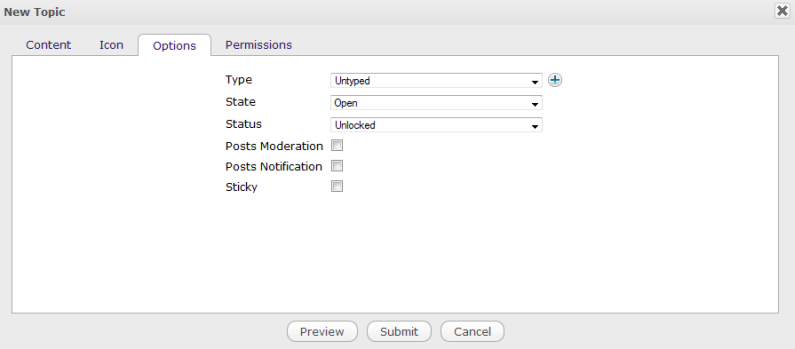 New Topic
Content Icon Options Permissions
Type Untyped
State Open
Status Unlocked
Posts Moderation
Posts Notification
Sticky
Preview Submit Cancel